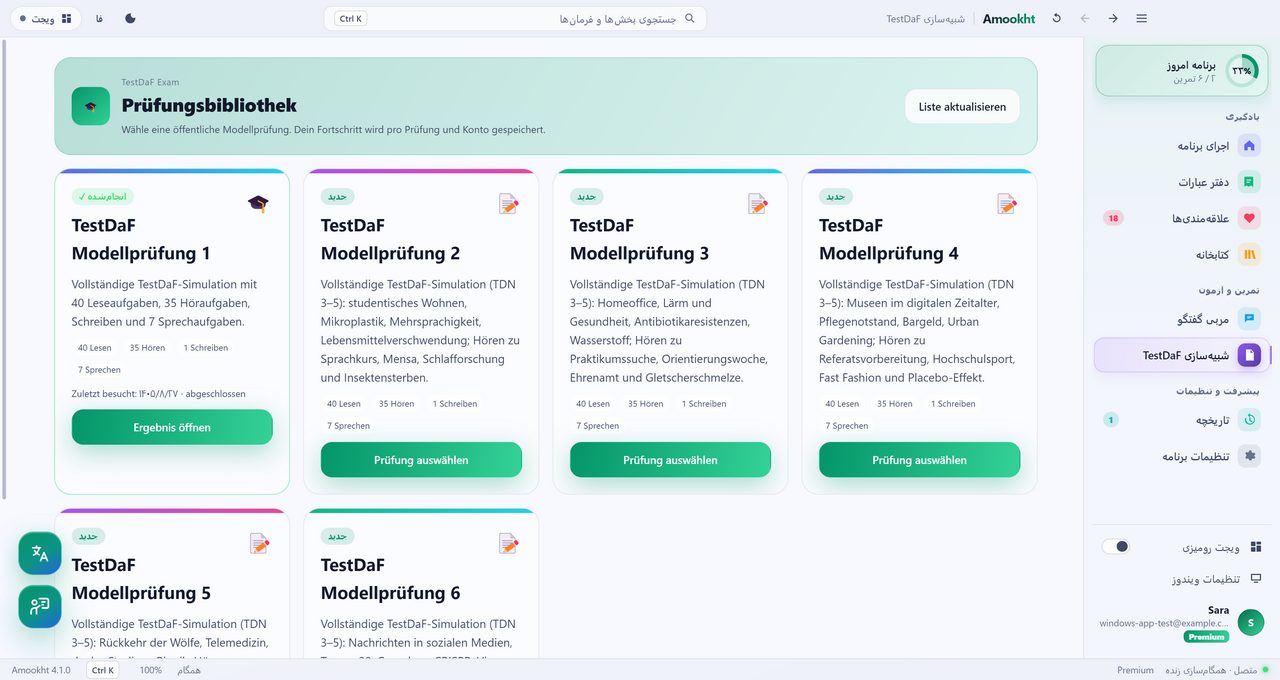 ویجت
فا
Ctrl K
جستجوی بخش‌ها و فرمان‌ها
شبیه‌سازی TestDaF
Amookht
TestDaF Exam
Prüfungsbibliothek
Wähle eine öffentliche Modellprüfung. Dein Fortschritt wird pro Prüfung und Konto gespeichert.
Liste aktualisieren
انجام‌شده ✓
TestDaF
Modellprüfung 1
Vollständige TestDaF-Simulation mit
40 Leseaufgaben, 35 Höraufgaben,
Schreiben und 7 Sprechaufgaben.
40 Lesen 35 Hören 1 Schreiben
7 Sprechen
Zuletzt besucht: ۱۴۰۵/۸/۲۷ · abgeschlossen
Ergebnis öffnen
جدید
TestDaF
Modellprüfung 2
Vollständige TestDaF-Simulation (TDN
3–5): studentisches Wohnen,
Mikroplastik, Mehrsprachigkeit,
Lebensmittelverschwendung; Hören zu
Sprachkurs, Mensa, Schlafforschung
und Insektensterben.
40 Lesen 35 Hören 1 Schreiben
7 Sprechen
Prüfung auswählen
جدید
TestDaF
Modellprüfung 3
Vollständige TestDaF-Simulation (TDN
3–5): Homeoffice, Lärm und
Gesundheit, Antibiotikaresistenzen,
Wasserstoff; Hören zu
Praktikumssuche, Orientierungswoche,
Ehrenamt und Gletscherschmelze.
40 Lesen 35 Hören 1 Schreiben
7 Sprechen
Prüfung auswählen
جدید
TestDaF
Modellprüfung 4
Vollständige TestDaF-Simulation (TDN
3–5): Museen im digitalen Zeitalter,
Pflegenotstand, Bargeld, Urban
Gardening; Hören zu
Referatsvorbereitung, Hochschulsport,
Fast Fashion und Placebo-Effekt.
40 Lesen 35 Hören 1 Schreiben
7 Sprechen
Prüfung auswählen
جدید
TestDaF
Modellprüfung 5
Vollständige TestDaF-Simulation (TDN
3–5): Rückkehr der Wölfe, Telemedizin,
جدید
TestDaF
Modellprüfung 6
Vollständige TestDaF-Simulation (TDN
3–5): Nachrichten in sozialen Medien,
برنامه امروز
۲ / ۶ تمرین
۳۳%
یادگیری
اجرای برنامه
دفتر عبارات
علاقه‌مندی‌ها
18
کتابخانه
تمرین و آزمون
مربی گفتگو
شبیه‌سازی TestDaF
پیشرفت و تنظیمات
تاریخچه
1
تنظیمات برنامه
ویجت رومیزی
تنظیمات ویندوز
Sara
windows-app-test@example.c...
Premium
S
Amookht 4.1.0
Ctrl K
100%
همگام
Premium
متصل · همگام‌سازی زنده